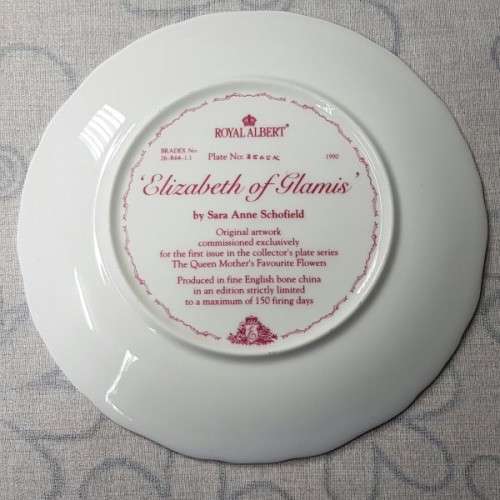 ROYAL ALBERT®
BRADEX No. 26-R64-1.1
Plate No:
1990
'Elizabeth of Glamis'
by Sara Anne Schofield
Original artwork
commissioned exclusively
for the first issue in the collector's plate series
The Queen Mother's Favourite Flowers
Produced in fine English bone china
in an edition strictly limited
to a maximum of 150 firing days